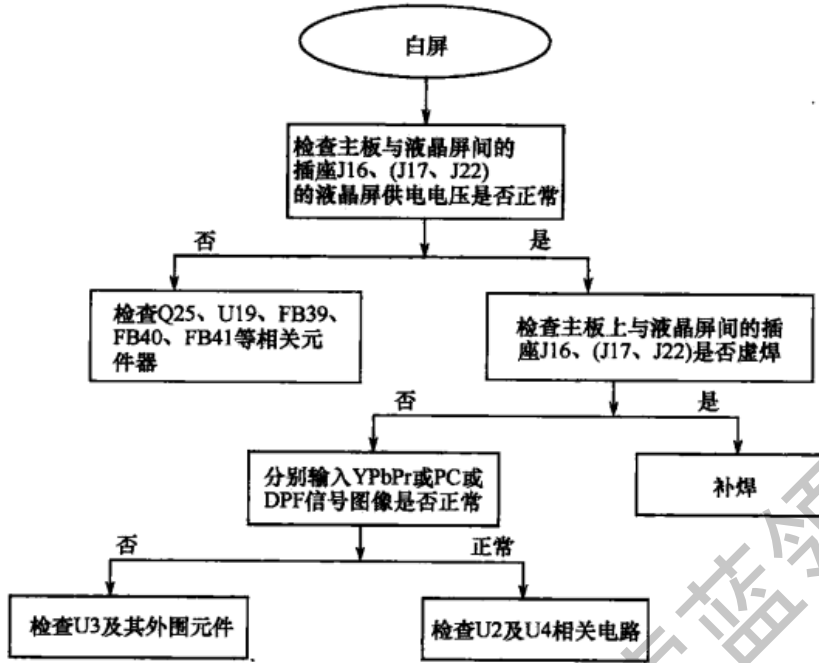 白屏
检查主板与液晶屏间的
插座J16、(J17、J22)
的液晶屏供电电压是否正常
否
是
检查Q25、U19、FB39、
FB40、FB41等相关元
件器
检查主板上与液晶屏间的插
座J16、(J17、J22)是否虚焊
否
是
分别输入YPbPr或PC或
DPF信号图像是否正常
补焊
否
正常
检查U3及其外围元件
检查U2及U4相关电路
蓝领